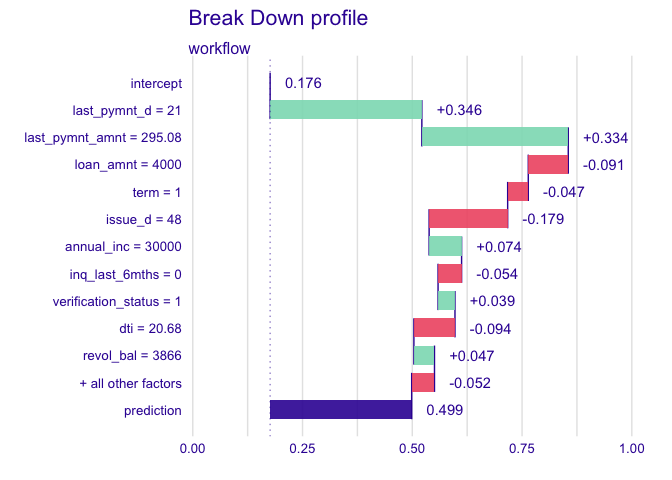 Break Down profile
workflow
intercept 0.176
last_pymnt_d = 21 +0.346
last_pymnt_amnt = 295.08 +0.334
loan_amnt = 4000 -0.091
term = 1 -0.047
issue_d = 48 -0.179
annual_inc = 30000 +0.074
inq_last_6mths = 0 -0.054
verification_status = 1 +0.039
dti = 20.68 -0.094
revol_bal = 3866 +0.047
+ all other factors -0.052
prediction 0.499
0.00 0.25 0.50 0.75 1.00